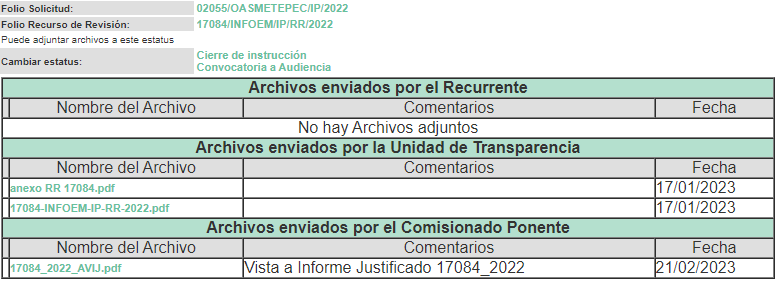 Folio Solicitud: 02055/OASMETEPEC/IP/2022
Folio Recurso de Revisión: 17084/INFOEM/IP/RR/2022
Puede adjuntar archivos a este estatus
Cambiar estatus: Cierre de instrucción
Convocatoria a Audiencia
Archivos enviados por el Recurrente
Nombre del Archivo Comentarios Fecha
No hay Archivos adjuntos
Archivos enviados por la Unidad de Transparencia
Nombre del Archivo Comentarios Fecha
anexo RR 17084.pdf 17/01/2023
17084-INFOEM-IP-RR-2022.pdf 17/01/2023
Archivos enviados por el Comisionado Ponente
Nombre del Archivo Comentarios Fecha
17084_2022_AVIJ.pdf Vista a Informe Justificado 17084_2022 21/02/2023